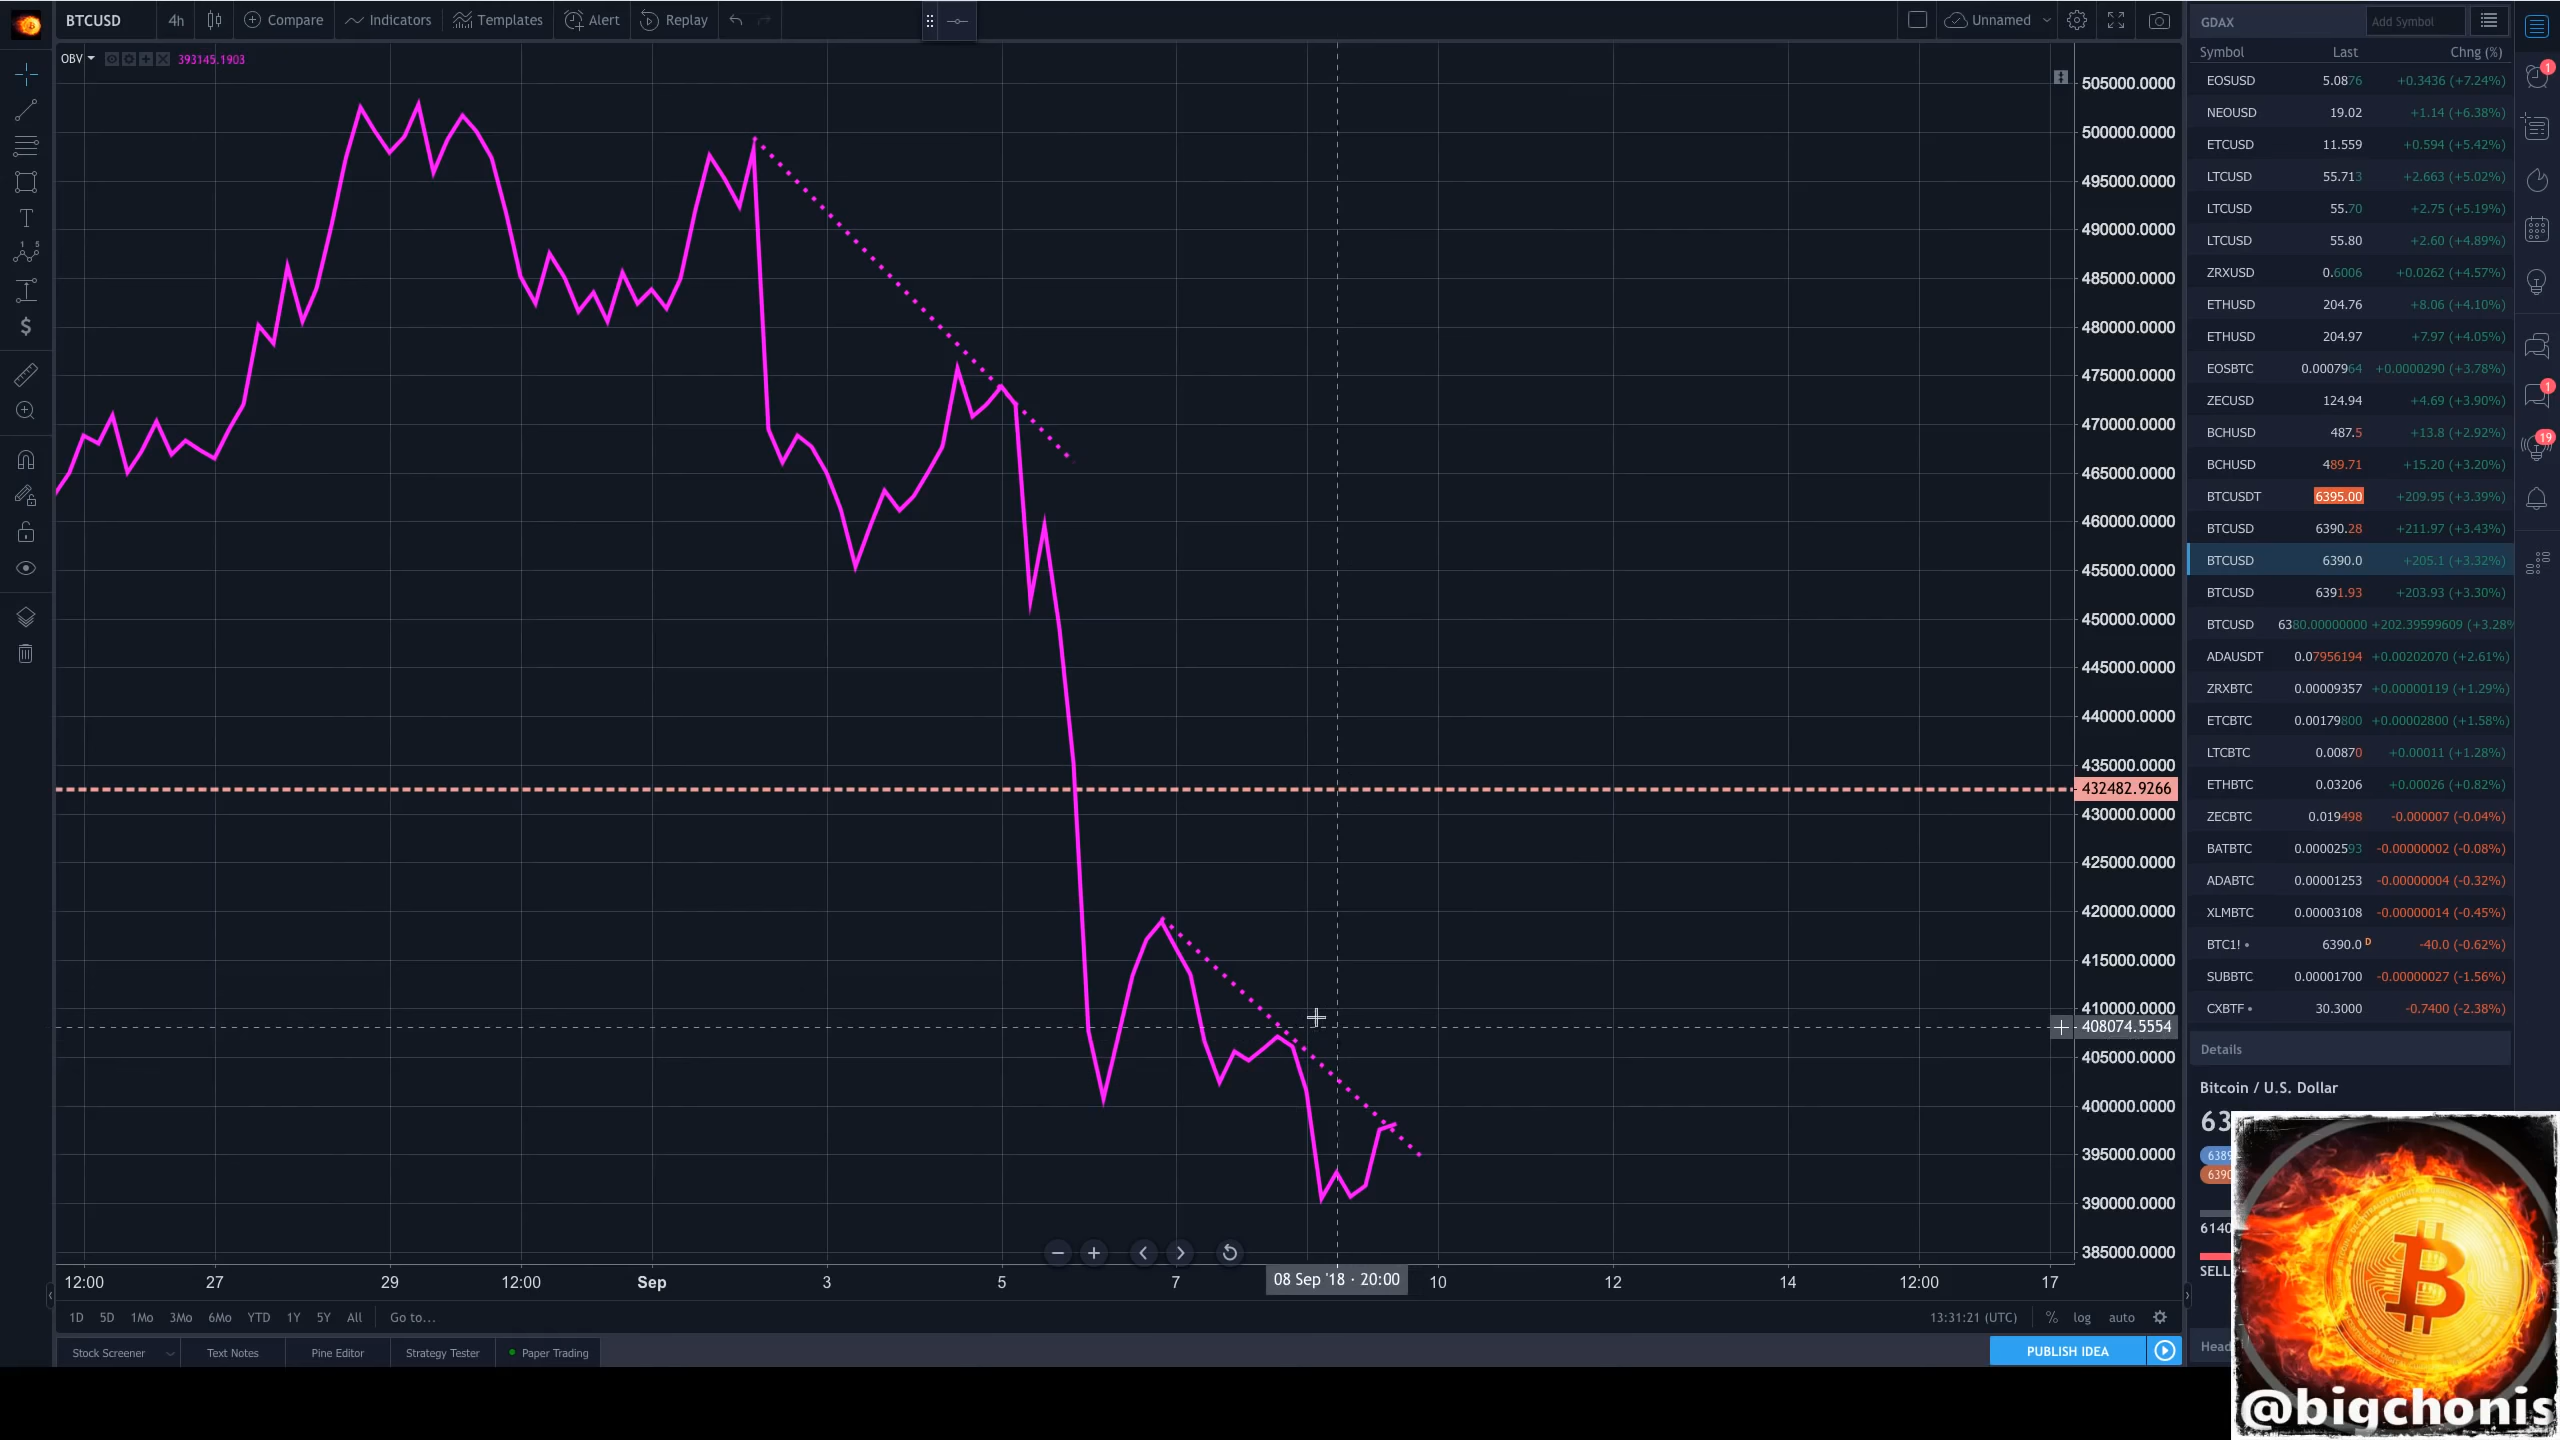 BTCUSD 4h Compare Indicators Templates Alert Replay Unnamed
OBV 393145.1903
505000.0000
500000.0000
495000.0000
490000.0000
485000.0000
480000.0000
475000.0000
470000.0000
465000.0000
460000.0000
455000.0000
450000.0000
445000.0000
440000.0000
435000.0000
432482.9266
430000.0000
425000.0000
420000.0000
415000.0000
410000.0000
408074.5554
405000.0000
400000.0000
395000.0000
390000.0000
385000.0000
12:00 27 29 12:00 Sep 3 5 7 08 Sep '18 · 20:00 10 12 14 12:00 17
1D 5D 1Mo 3Mo 6Mo YTD 1Y 5Y All Go to... 13:31:21 (UTC) % log auto
Stock Screener Text Notes Pine Editor Strategy Tester Paper Trading PUBLISH IDEA
GDAX Add Symbol
Symbol Last Chng (%)
EOSUSD 5.0876 +0.3436 (+7.24%)
NEOUSD 19.02 +1.14 (+6.38%)
ETCUSD 11.559 +0.594 (+5.42%)
LTCUSD 55.713 +2.663 (+5.02%)
LTCUSD 55.70 +2.75 (+5.19%)
LTCUSD 55.80 +2.60 (+4.89%)
ZRXUSD 0.6006 +0.0262 (+4.57%)
ETHUSD 204.76 +8.06 (+4.10%)
ETHUSD 204.97 +7.97 (+4.05%)
EOSBTC 0.0007964 +0.0000290 (+3.78%)
ZECUSD 124.94 +4.69 (+3.90%)
BCHUSD 487.5 +13.8 (+2.92%)
BCHUSD 489.71 +15.20 (+3.20%)
BTCUSDT 6395.00 +209.95 (+3.39%)
BTCUSD 6390.28 +211.97 (+3.43%)
BTCUSD 6390.0 +205.1 (+3.32%)
BTCUSD 6391.93 +203.93 (+3.30%)
BTCUSD 6380.00000000 +202.39599609 (+3.28%
ADAUSDT 0.07956194 +0.00202070 (+2.61%)
ZRXBTC 0.00009357 +0.00000119 (+1.29%)
ETCBTC 0.00179800 +0.00002800 (+1.58%)
LTCBTC 0.00870 +0.00011 (+1.28%)
ETHBTC 0.03206 +0.00026 (+0.82%)
ZECBTC 0.019498 -0.000007 (-0.04%)
BATBTC 0.00002593 -0.00000002 (-0.08%)
ADABTC 0.00001253 -0.00000004 (-0.32%)
XLMBTC 0.00003108 -0.00000014 (-0.45%)
BTC1! 6390.0 D -40.0 (-0.62%)
SUBBTC 0.00001700 -0.00000027 (-1.56%)
CXBTF 30.3000 -0.7400 (-2.38%)
Details
Bitcoin / U.S. Dollar
63
6389
6390
6140
SELL
Head
1
1
19
@bigchonis